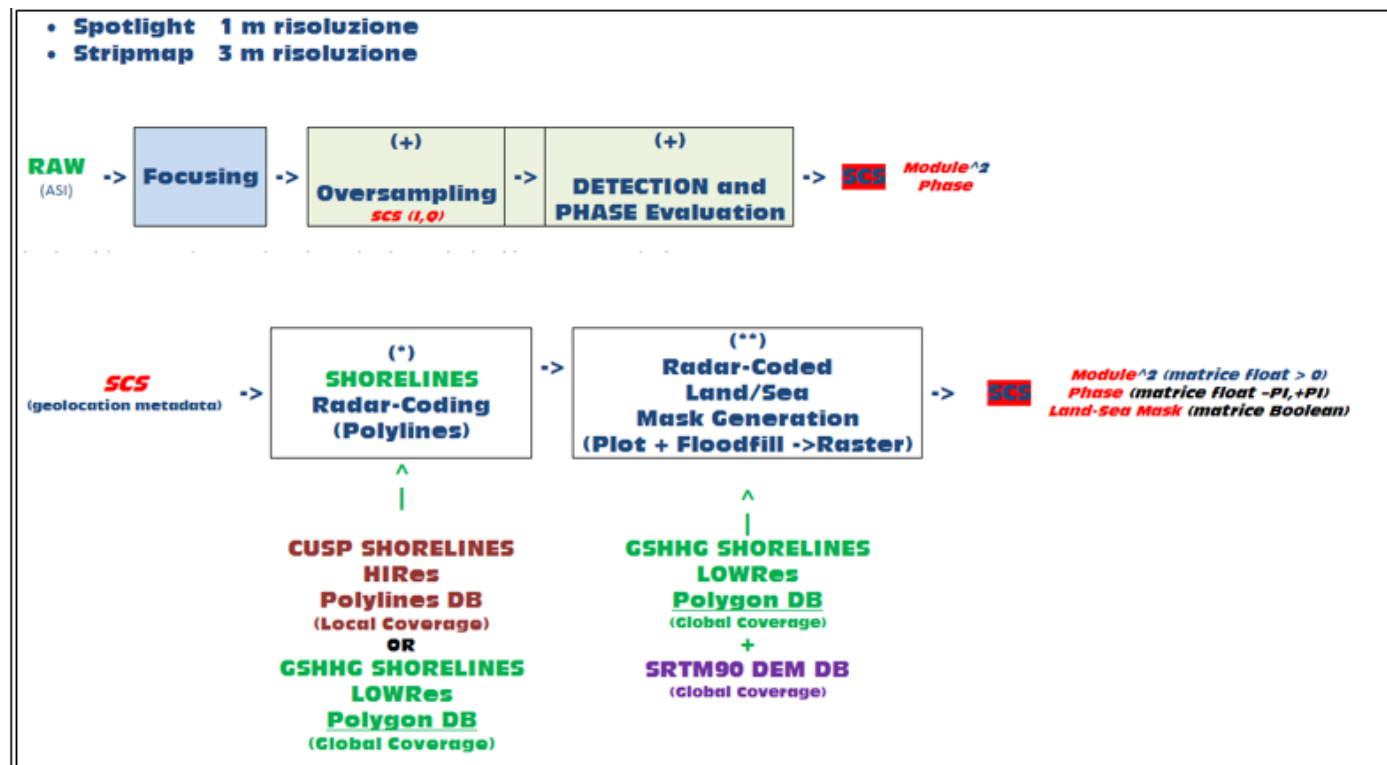 • Spotlight 1 m risoluzione
• Stripmap 3 m risoluzione
RAW
(ASI)
->
Focusing
->
(+)
Oversampling
SCS (I,Q)
->
(+)
DETECTION and
PHASE Evaluation
->
SCS
Module^2
Phase
SCS
(geolocation metadata)
->
(*)
SHORELINES
Radar-Coding
(Polylines)
->
(**)
Radar-Coded
Land/Sea
Mask Generation
(Plot + Floodfill ->Raster)
->
SCS
Module^2 (matrice float > 0)
Phase (matrice float –PI,+PI)
Land-Sea Mask (matrice Boolean)
^
|
CUSP SHORELINES
HIRes
Polylines DB
(Local Coverage)
OR
GSHHG SHORELINES
LOWRes
Polygon DB
(Global Coverage)
^
|
GSHHG SHORELINES
LOWRes
Polygon DB
(Global Coverage)
+
SRTM90 DEM DB
(Global Coverage)